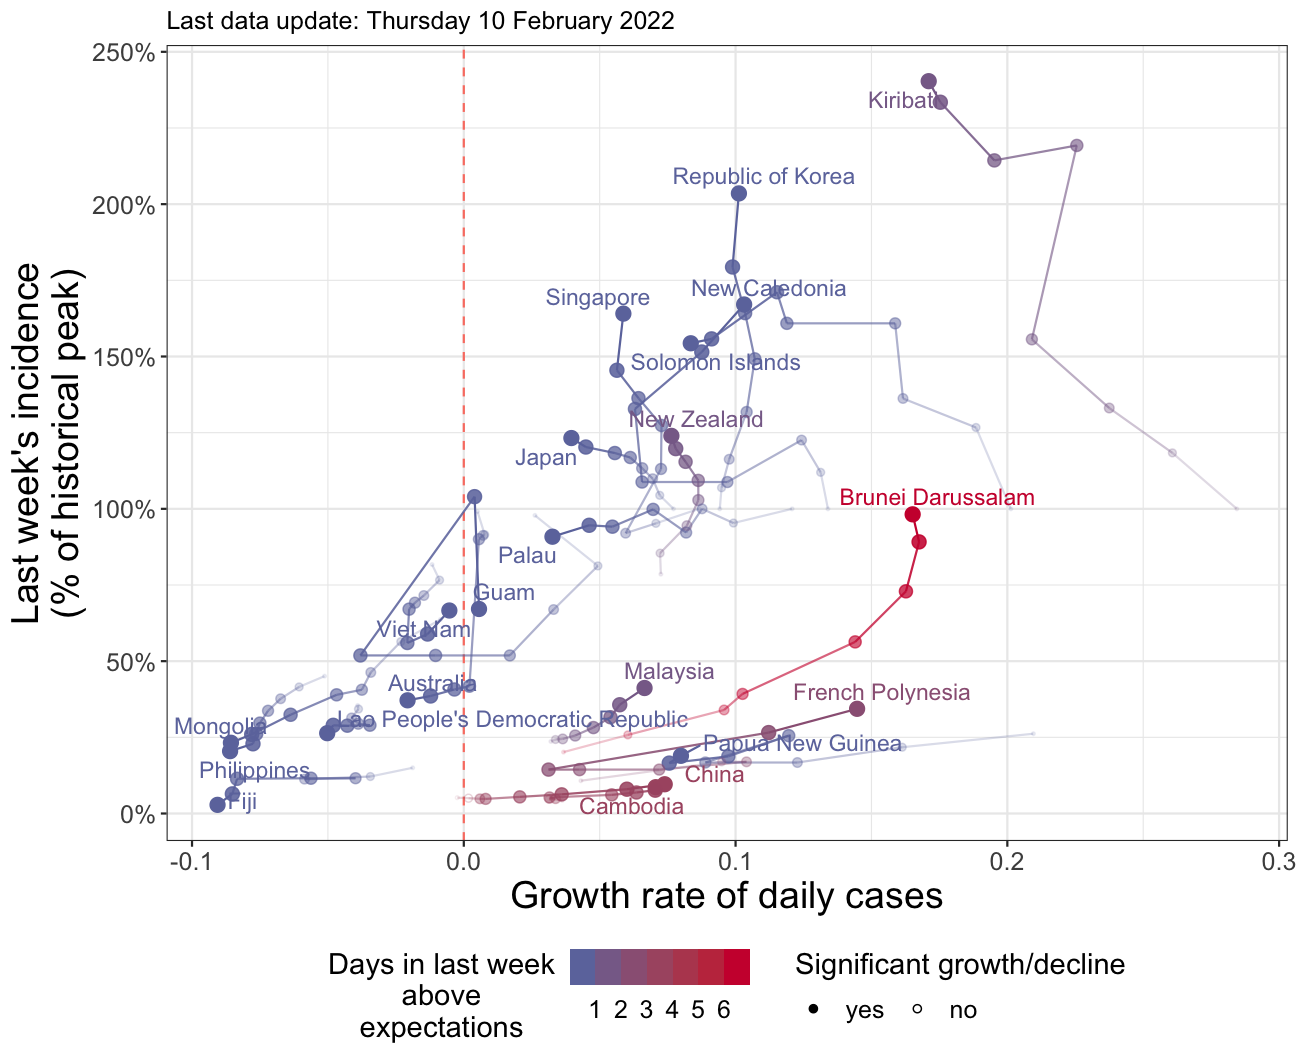 Last data update: Thursday 10 February 2022
Last week's incidence
(% of historical peak)
250%
200%
150%
100%
50%
0%
Kiribati
Republic of Korea
New Caledonia
Singapore
Solomon Islands
New Zealand
Japan
Brunei Darussalam
Palau
Guam
Viet Nam
Malaysia
Australia
French Polynesia
Lao People's Democratic Republic
Mongolia
Papua New Guinea
Philippines
China
Fiji
Cambodia
-0.1 0.0 0.1 0.2 0.3
Growth rate of daily cases
Days in last week
above
expectations
1 2 3 4 5 6
Significant growth/decline
yes no